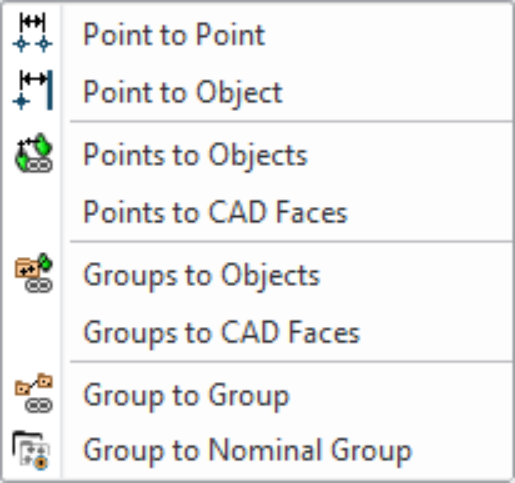 Point to Point
Point to Object
Points to Objects
Points to CAD Faces
Groups to Objects
Groups to CAD Faces
Group to Group
Group to Nominal Group